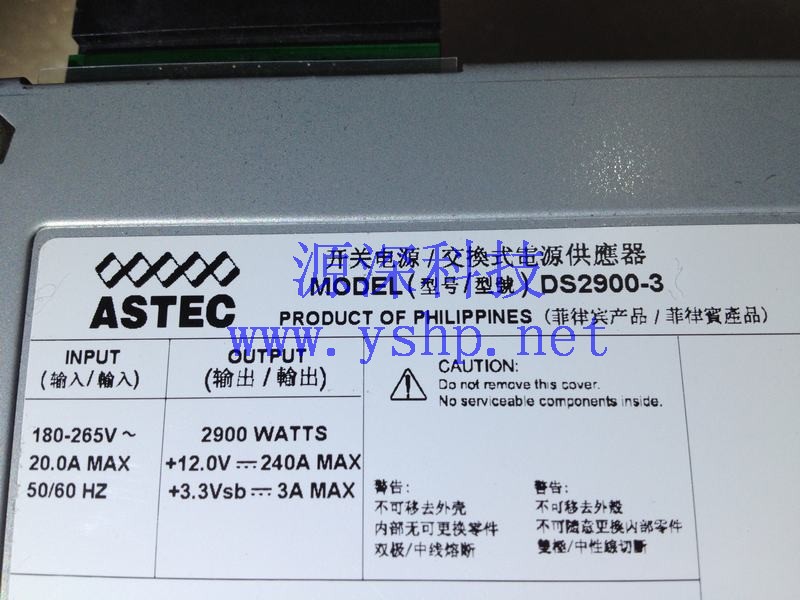 开关电源 / 交換式电源供應器
源深科技
MODEL (型号/型號) DS2900-3
ASTEC
PRODUCT OF PHILIPPINES (菲律宾产品 / 菲律賓產品)
www.yshp.net
INPUT
(输入/輸入)
OUTPUT
(输出 / 輸出)
180-265V ~
20.0A MAX
50/60 HZ
2900 WATTS
+12.0V ⎓ 240A MAX
+3.3Vsb ⎓ 3A MAX
CAUTION:
Do not remove this cover.
No serviceable components inside.
警告:
不可移去外壳
内部无可更换零件
双极/中线熔断
警告:
不可移去外殼
不可隨意更换內部零件
雙極/中性線切斷